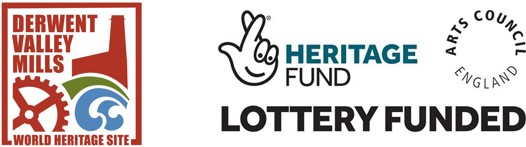 DERWENT
VALLEY
MILLS
WORLD HERITAGE SITE
HERITAGE
FUND
LOTTERY FUNDED
ARTS COUNCIL
ENGLAND